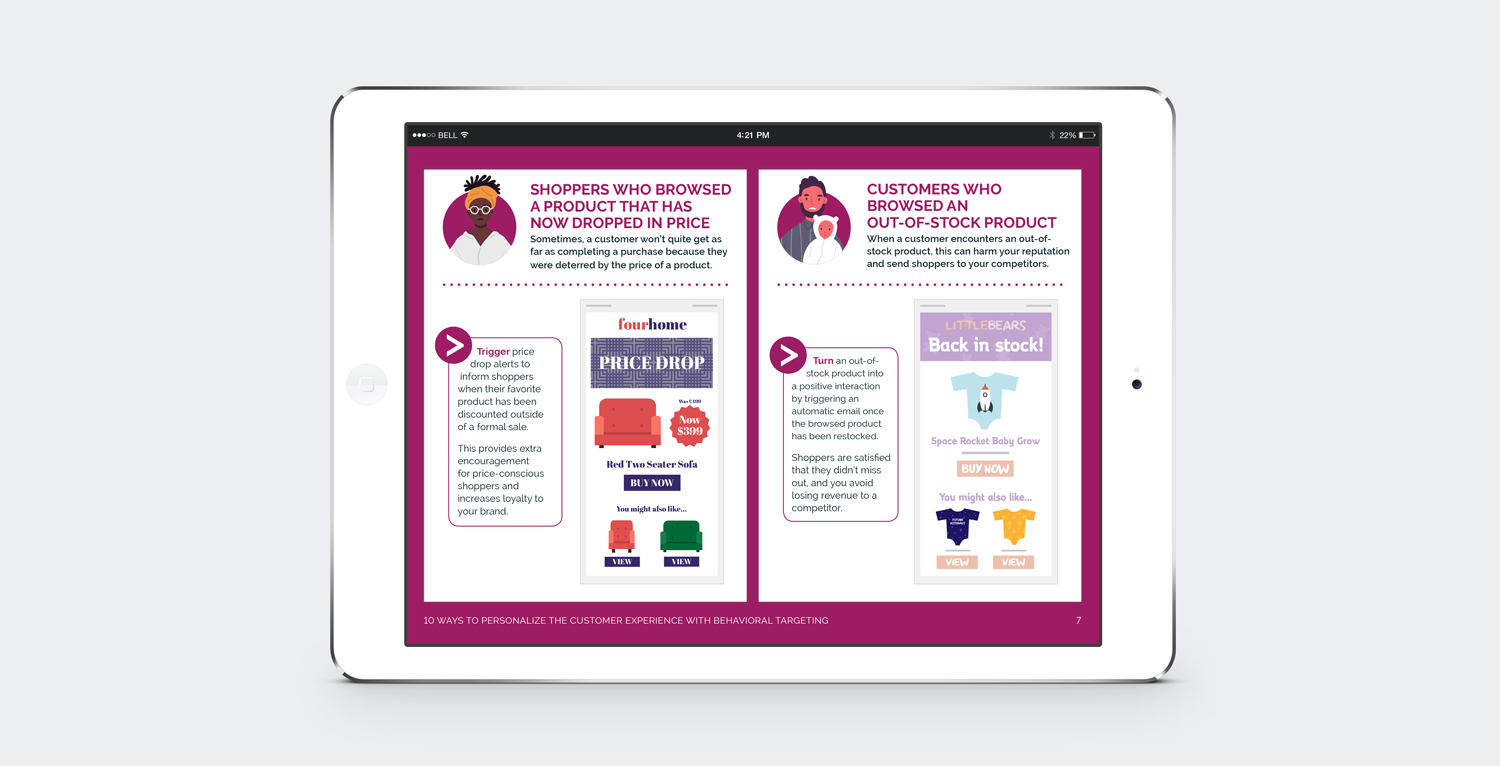 BELL
4:21 PM
22%
SHOPPERS WHO BROWSED
A PRODUCT THAT HAS
NOW DROPPED IN PRICE
Sometimes, a customer won't quite get as
far as completing a purchase because they
were deterred by the price of a product.
Trigger price
drop alerts to
inform shoppers
when their favorite
product has been
discounted outside
of a formal sale.
This provides extra
encouragement
for price-conscious
shoppers and
increases loyalty to
your brand.
fourhome
PRICE DROP
Now
$399
Red Two Seater Sofa
BUY NOW
You might also like...
VIEW
VIEW
CUSTOMERS WHO
BROWSED AN
OUT-OF-STOCK PRODUCT
When a customer encounters an out-of-
stock product, this can harm your reputation
and send shoppers to your competitors.
Turn an out-of-
stock product into
a positive interaction
by triggering an
automatic email once
the browsed product
has been restocked.
Shoppers are satisfied
that they didn't miss
out, and you avoid
losing revenue to a
competitor.
LITTLEBEARS
Back in stock!
Space Rocket Baby Grow
BUY NOW
You might also like...
FUTURE
ASTRONAUT
VIEW
VIEW
10 WAYS TO PERSONALIZE THE CUSTOMER EXPERIENCE WITH BEHAVIORAL TARGETING
7